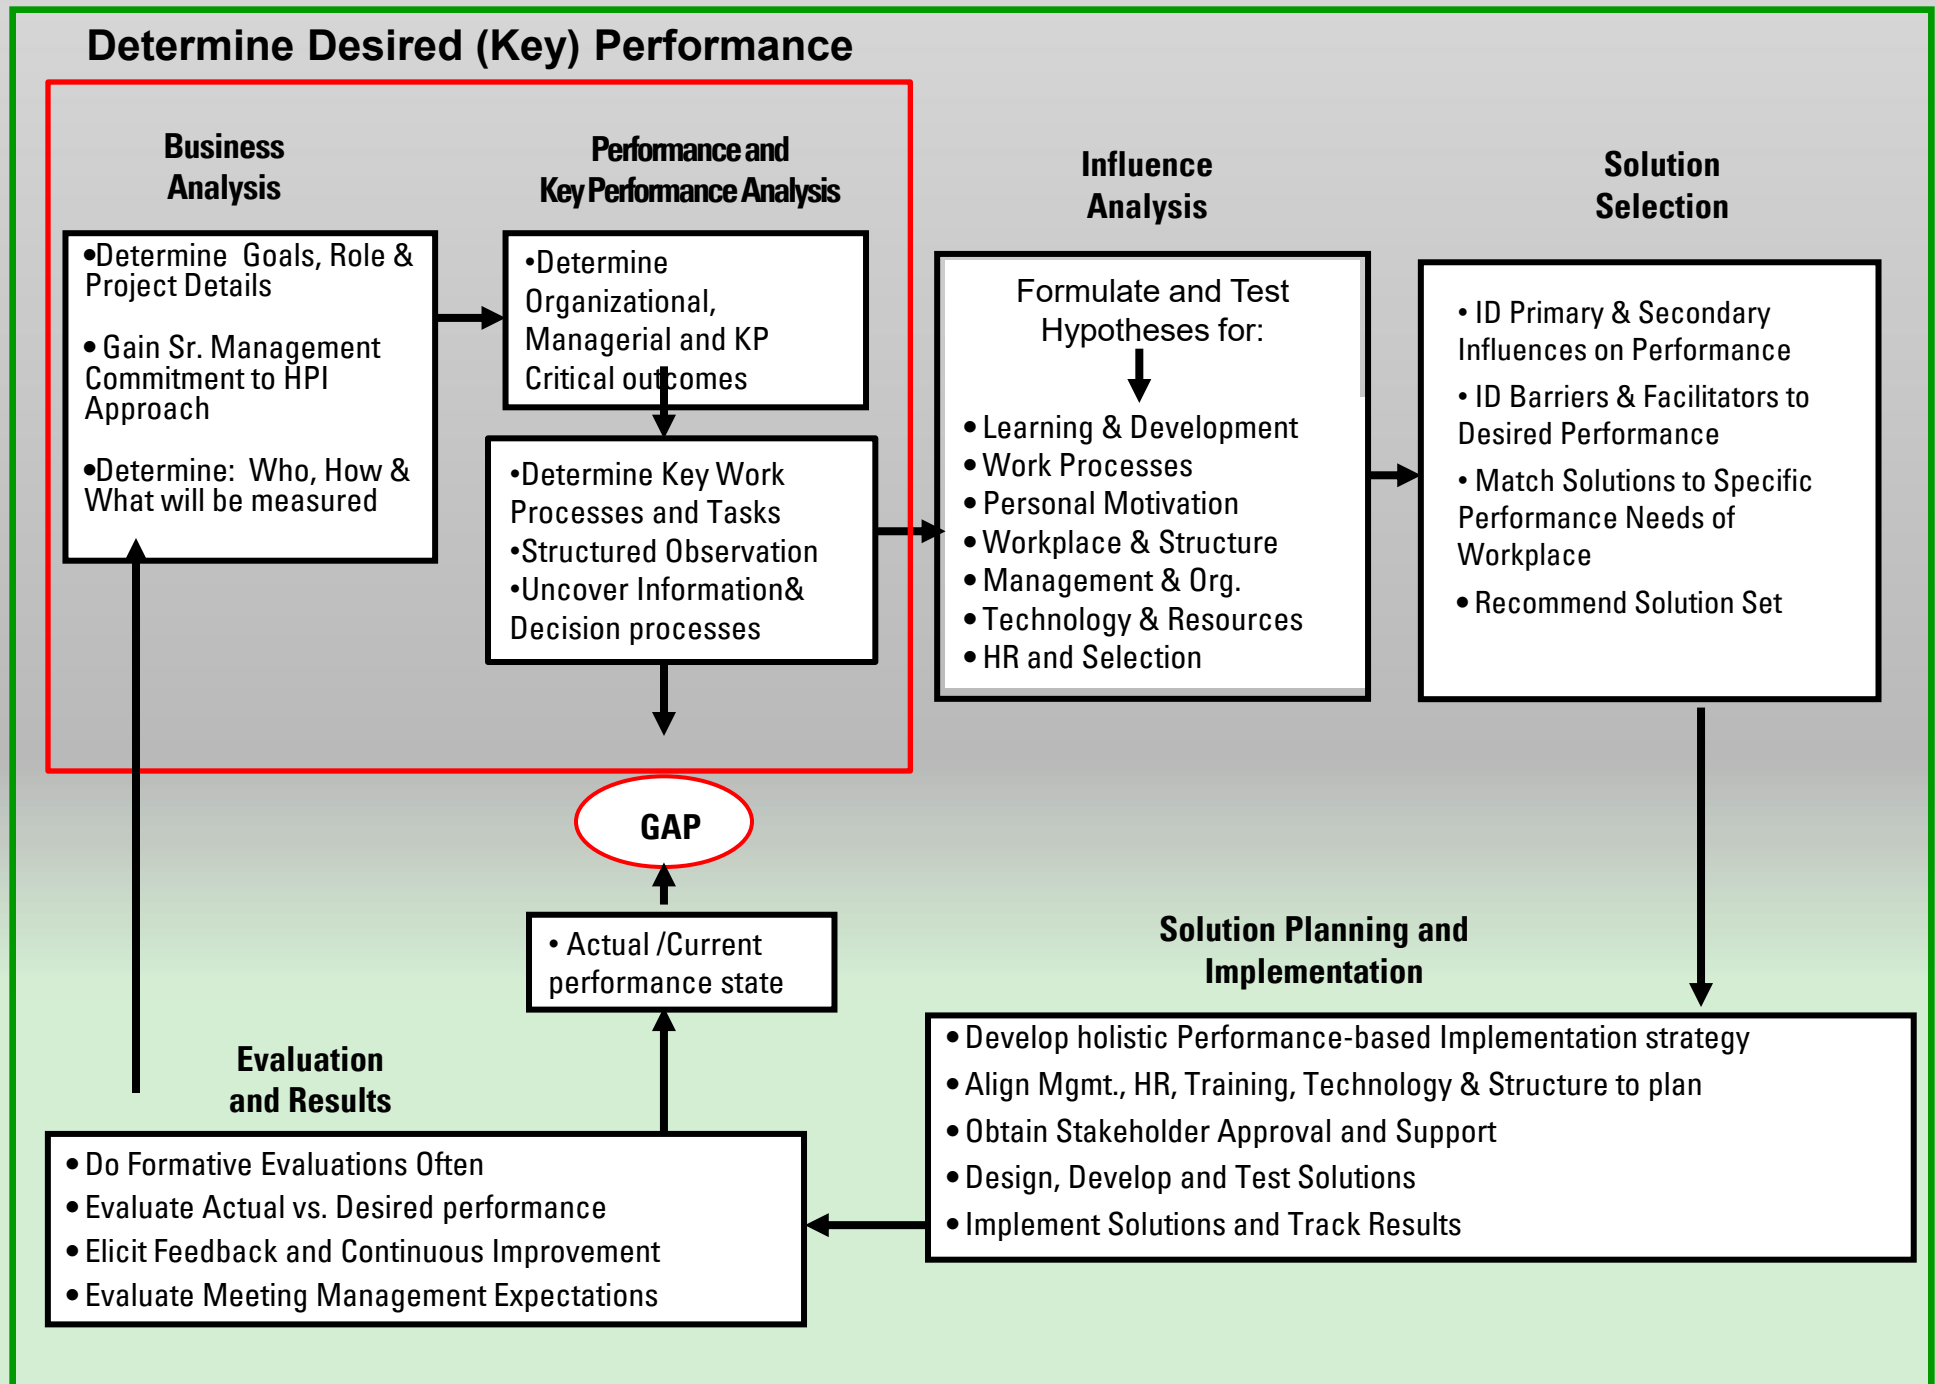 Determine Desired (Key) Performance
Business
Analysis
•Determine  Goals, Role &
Project Details
• Gain Sr. Management
Commitment to HPI
Approach
•Determine:  Who, How &
What will be measured
Performance and
Key Performance Analysis
•Determine
Organizational,
Managerial and KP
Critical outcomes
•Determine Key Work
Processes and Tasks
•Structured Observation
•Uncover Information&
Decision processes
Influence
Analysis
Formulate and Test
Hypotheses for:
• Learning & Development
• Work Processes
• Personal Motivation
• Workplace & Structure
• Management & Org.
• Technology & Resources
• HR and Selection
Solution
Selection
• ID Primary & Secondary
Influences on Performance
• ID Barriers & Facilitators to
Desired Performance
• Match Solutions to Specific
Performance Needs of
Workplace
• Recommend Solution Set
GAP
• Actual /Current
performance state
Solution Planning and
Implementation
• Develop holistic Performance-based Implementation strategy
• Align Mgmt., HR, Training, Technology & Structure to plan
• Obtain Stakeholder Approval and Support
• Design, Develop and Test Solutions
• Implement Solutions and Track Results
Evaluation
and Results
• Do Formative Evaluations Often
• Evaluate Actual vs. Desired performance
• Elicit Feedback and Continuous Improvement
• Evaluate Meeting Management Expectations